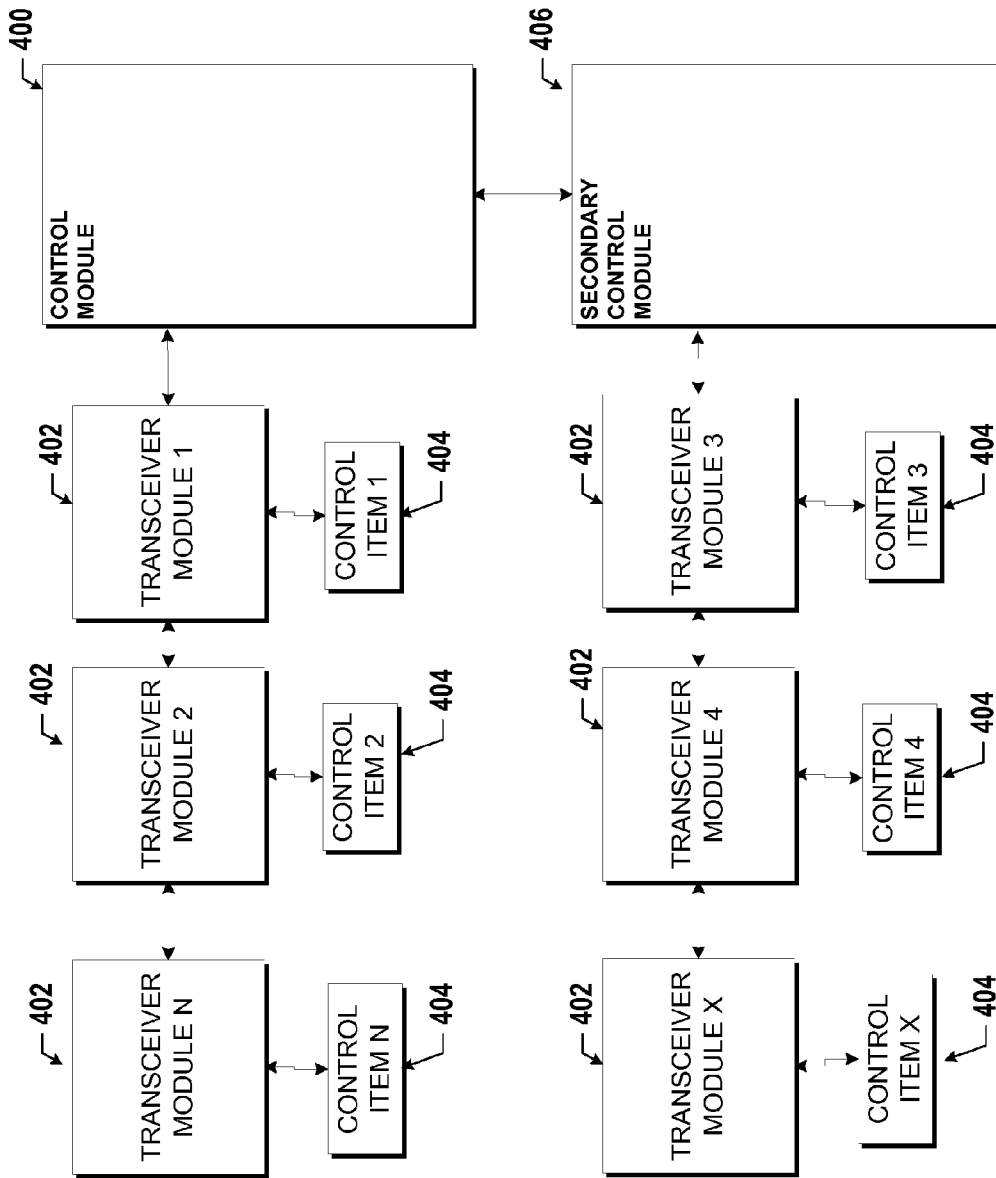 400
CONTROL
MODULE
402
TRANSCEIVER
MODULE 1
CONTROL
ITEM 1
404
402
TRANSCEIVER
MODULE 2
CONTROL
ITEM 2
404
402
TRANSCEIVER
MODULE N
CONTROL
ITEM N
404
406
SECONDARY
CONTROL
MODULE
402
TRANSCEIVER
MODULE 3
CONTROL
ITEM 3
404
402
TRANSCEIVER
MODULE 4
CONTROL
ITEM 4
404
402
TRANSCEIVER
MODULE X
CONTROL
ITEM X
404